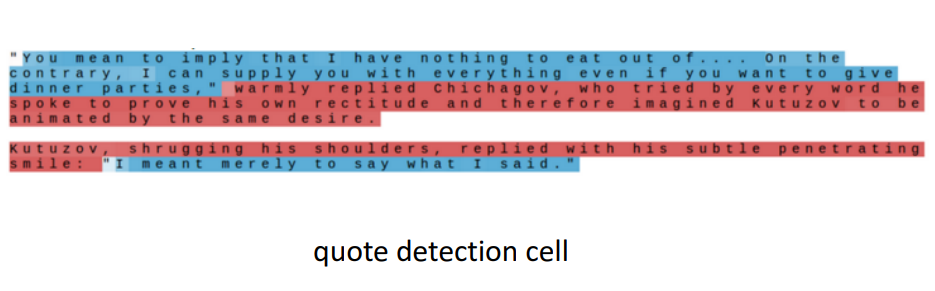 "You mean to imply that I have nothing to eat out of.... On the
contrary, I can supply you with everything even if you want to give
dinner parties," warmly replied Chichagov, who tried by every word he
spoke to prove his own rectitude and therefore imagined Kutuzov to be
animated by the same desire.
Kutuzov, shrugging his shoulders, replied with his subtle penetrating
smile: "I meant merely to say what I said."
quote detection cell